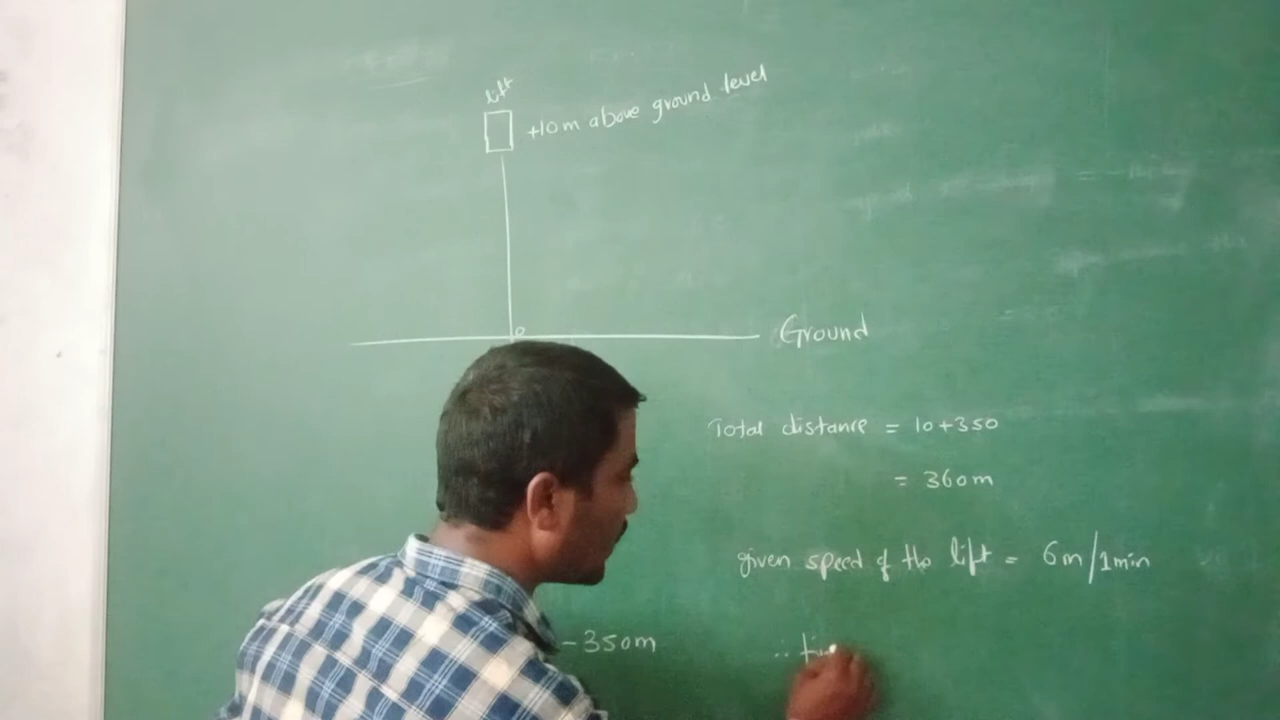 lift
+10m above ground level
0
Ground
Total distance = 10+350
= 360m
given speed of the lift = 6m/1min
-350m
∴ ti